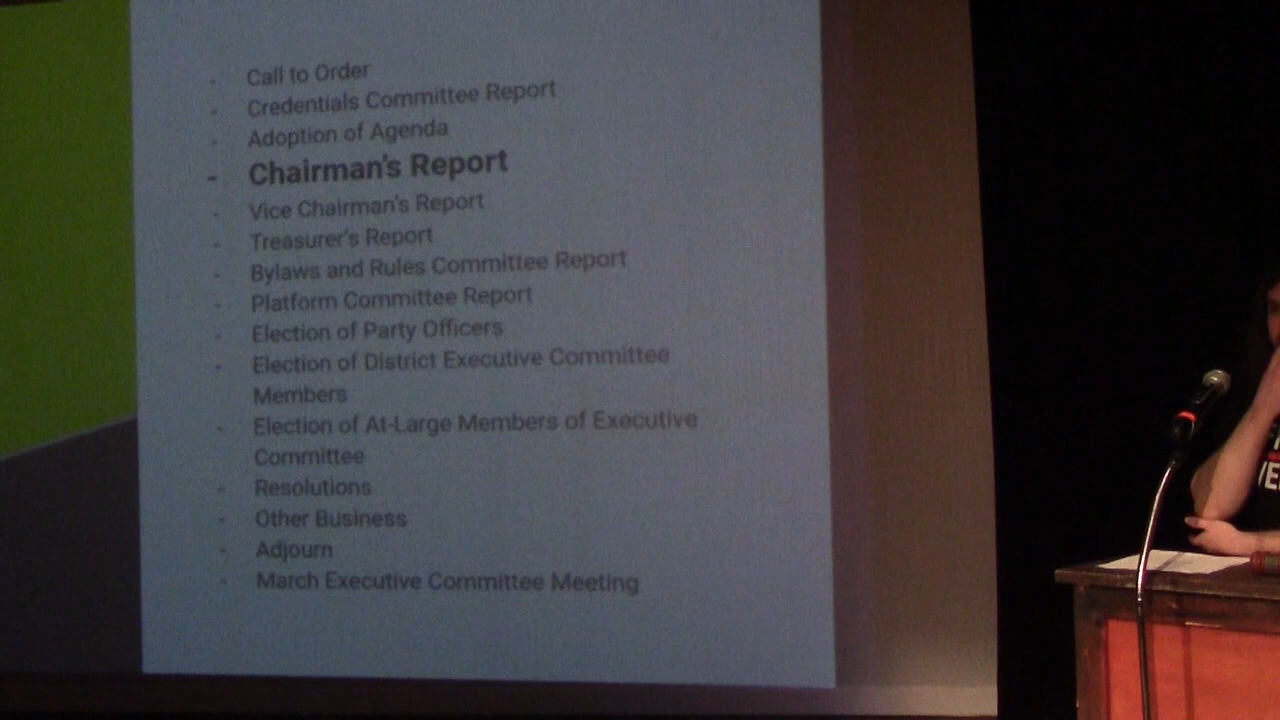 - Call to Order
- Credentials Committee Report
- Adoption of Agenda
- Chairman's Report
- Vice Chairman's Report
- Treasurer's Report
- Bylaws and Rules Committee Report
- Platform Committee Report
- Election of Party Officers
- Election of District Executive Committee
Members
- Election of At-Large Members of Executive
Committee
- Resolutions
- Other Business
- Adjourn
- March Executive Committee Meeting